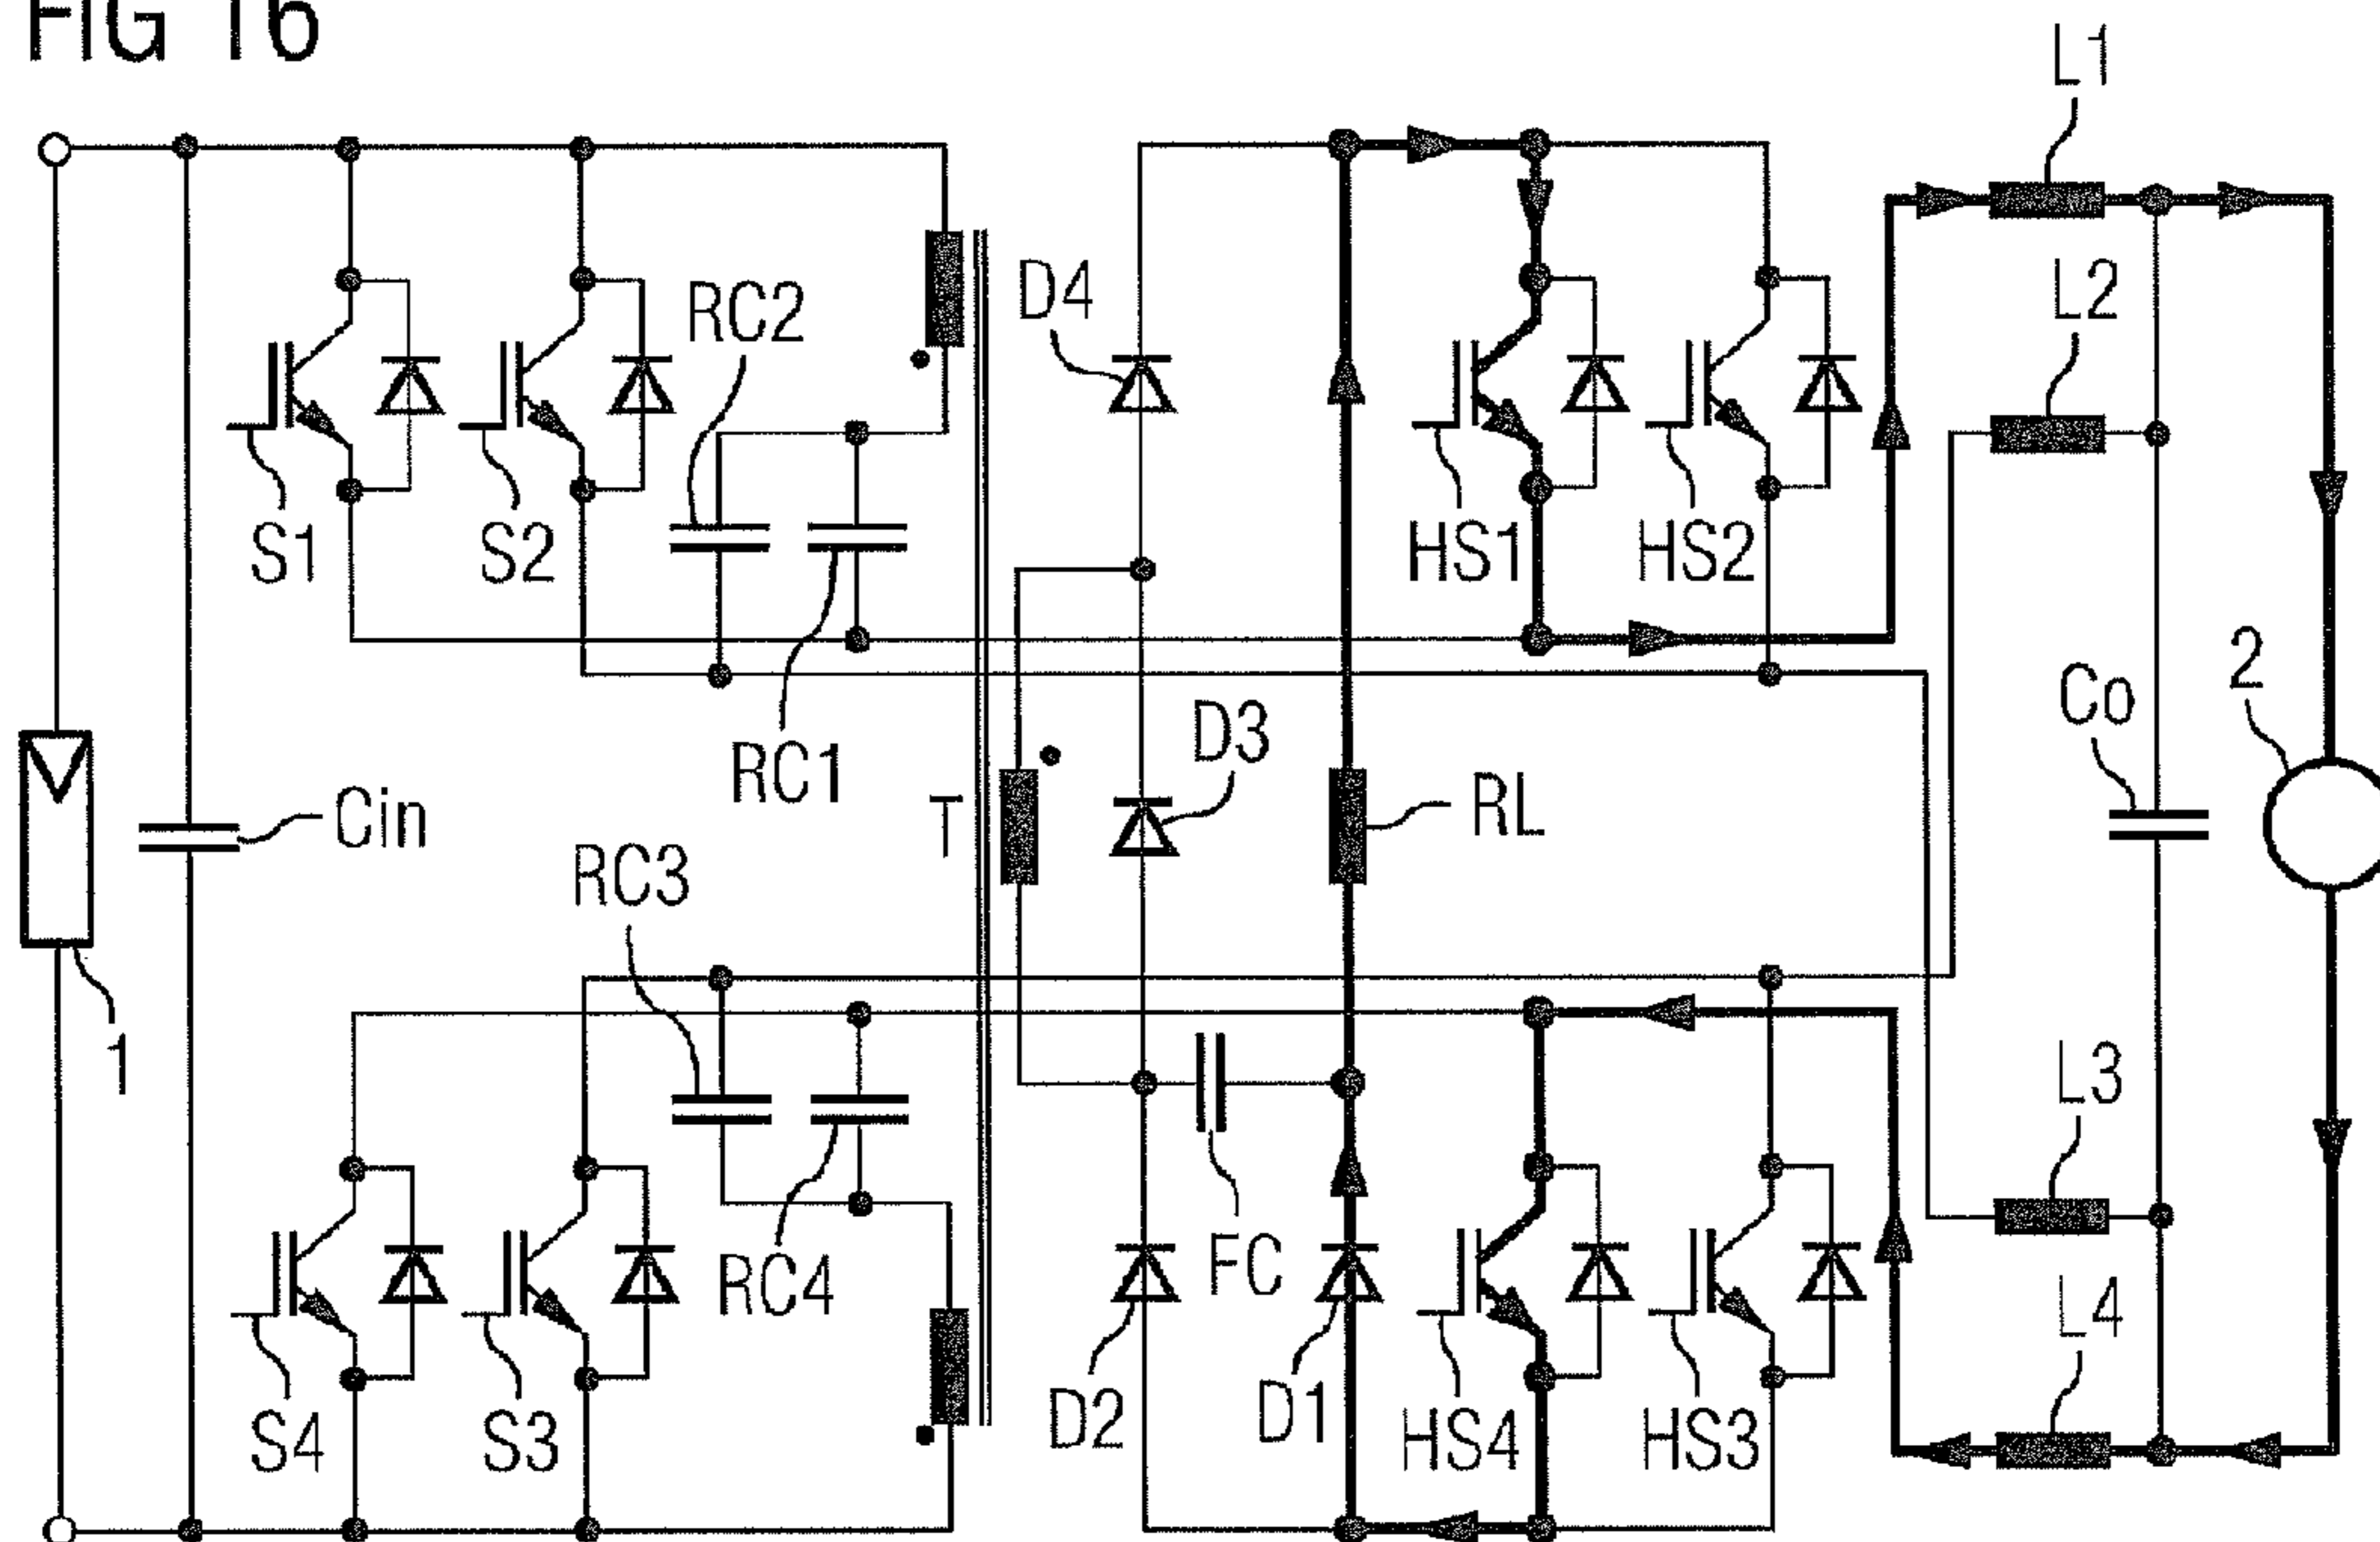 FIG 16
L1
L2
D4
RC2
S1
S2
HS1
HS2
RC1
D3
Co
2
Cin
T
RL
RC3
1
L3
RC4
FC
L4
S4
S3
D2
D1
HS4
HS3